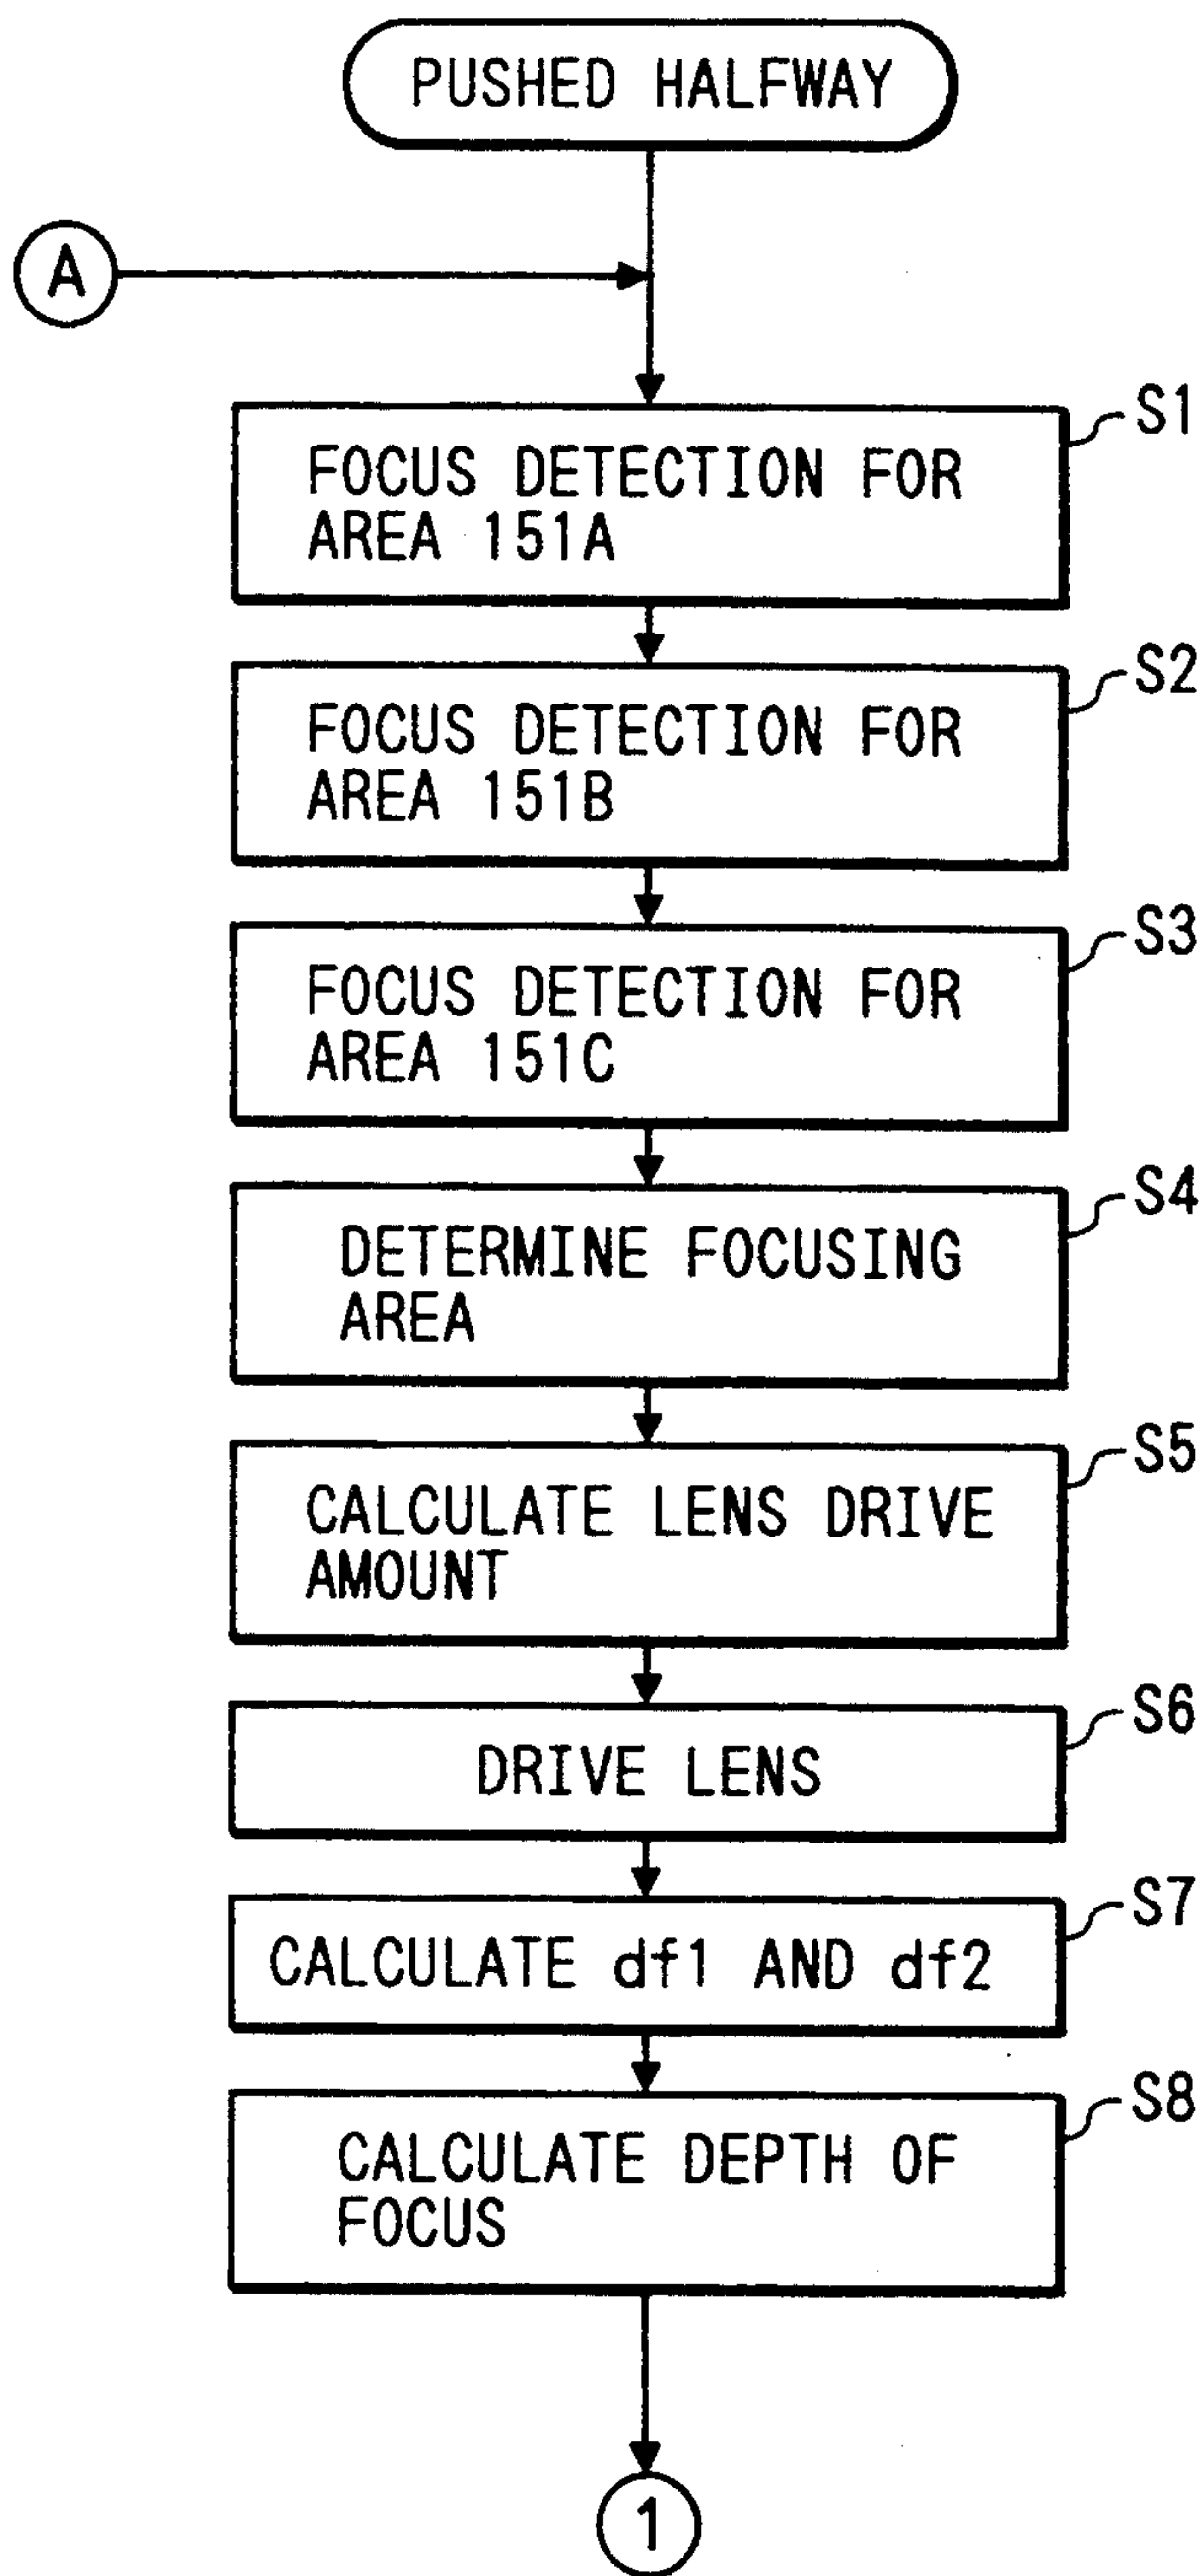 PUSHED HALFWAY
A
S1
FOCUS DETECTION FOR
AREA 151A
S2
FOCUS DETECTION FOR
AREA 151B
S3
FOCUS DETECTION FOR
AREA 151C
S4
DETERMINE FOCUSING
AREA
S5
CALCULATE LENS DRIVE
AMOUNT
S6
DRIVE LENS
S7
CALCULATE df1 AND df2
S8
CALCULATE DEPTH OF
FOCUS
1